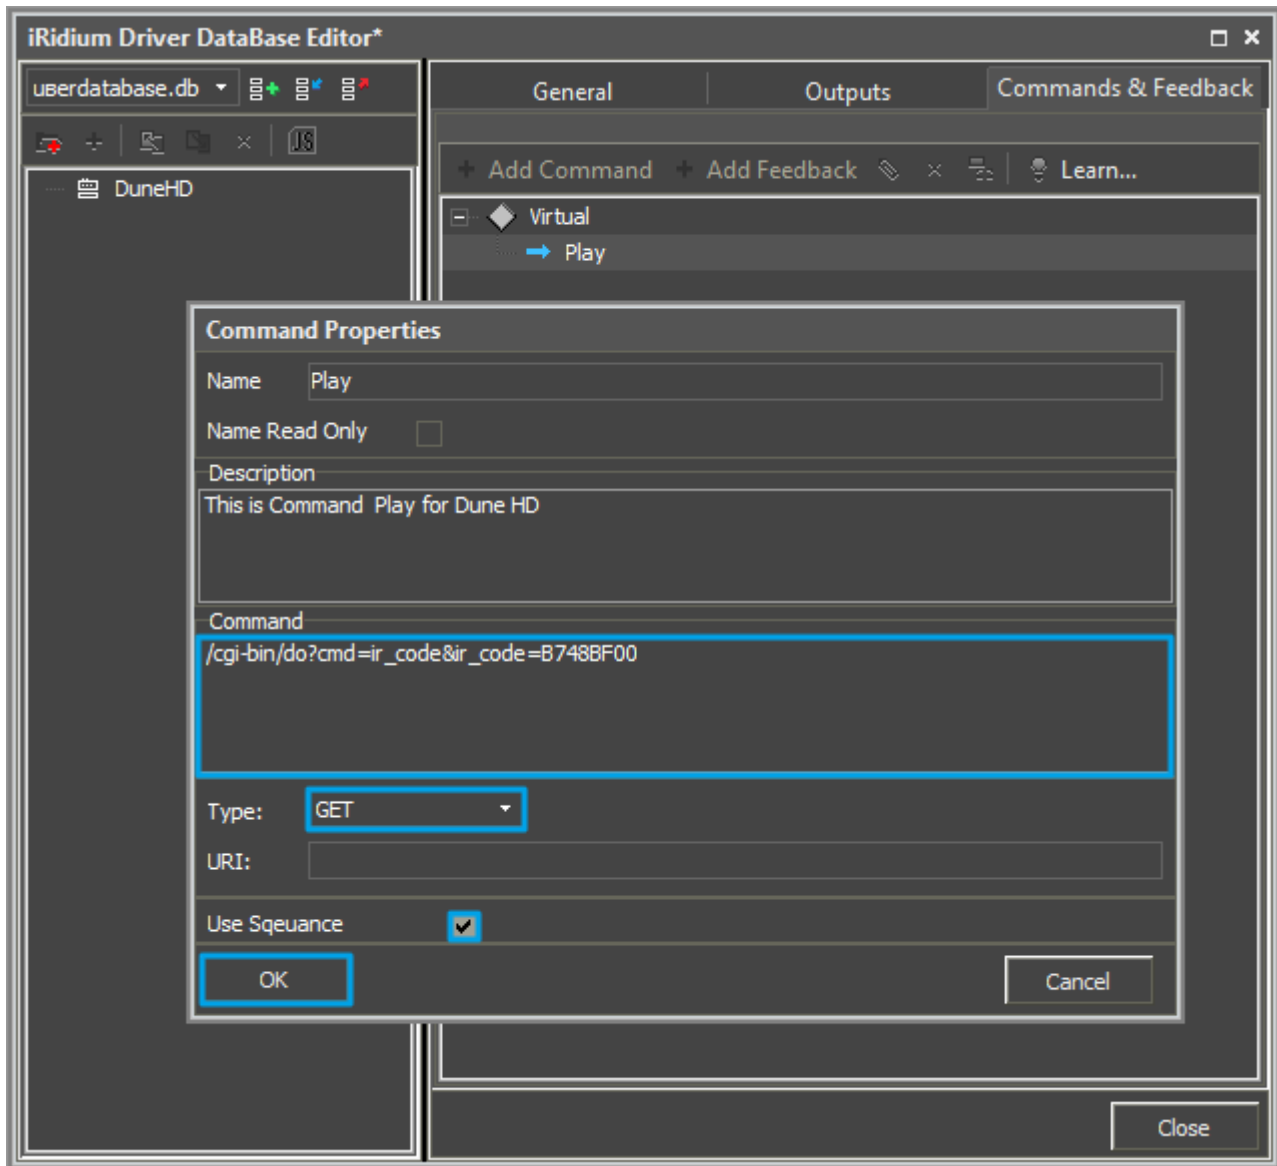 iRidium Driver DataBase Editor*
userdatabase.db
General
Outputs
Commands & Feedback
JS
Add Command
Add Feedback
Learn...
DuneHD
Virtual
Play
Command Properties
Name
Play
Name Read Only
Description
This is Command  Play for Dune HD
Command
/cgi-bin/do?cmd=ir_code&ir_code=B748BF00
Type:
GET
URI:
Use Sqeuance
OK
Cancel
Close